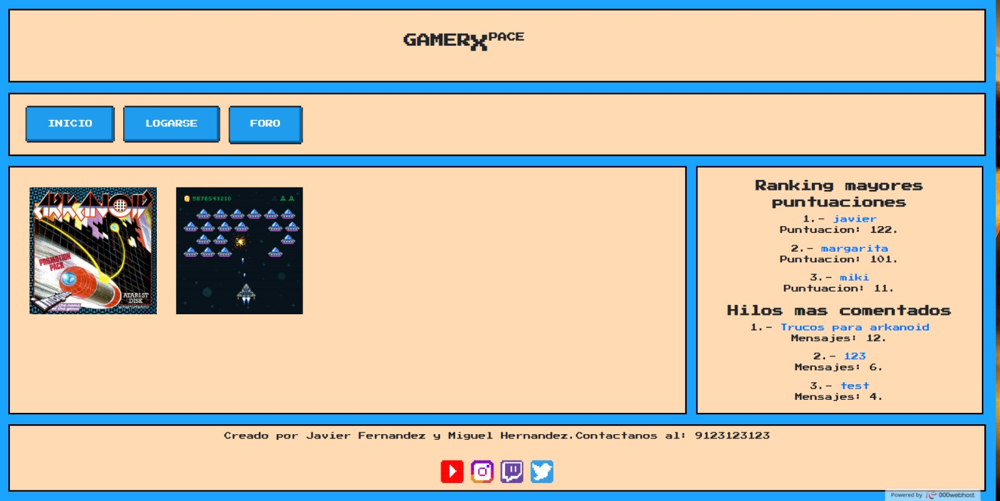 GAMERXPACE
INICIO
LOGARSE
FORO
ARKANOID
PROMOTION
PACK
ATARI ST
DISK
the name
of the game
5876543210
Ranking mayores
puntuaciones
1.- javier
Puntuacion: 122.
2.- margarita
Puntuacion: 101.
3.- miki
Puntuacion: 11.
Hilos mas comentados
1.- Trucos para arkanoid
Mensajes: 12.
2.- 123
Mensajes: 6.
3.- test
Mensajes: 4.
Creado por Javier Fernandez y Miguel Hernandez.Contactanos al: 9123123123
Powered by 000webhost